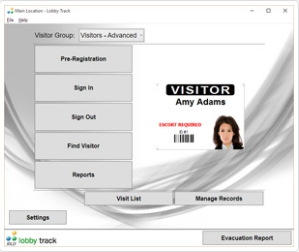 Main Location - Lobby Track
File Help
Visitor Group: Visitors - Advanced
Pre-Registration
Sign In
Sign Out
Find Visitor
Reports
VISITOR
Amy Adams
ESCORT REQUIRED
Visit List
Manage Records
Settings
lobby track
Evacuation Report